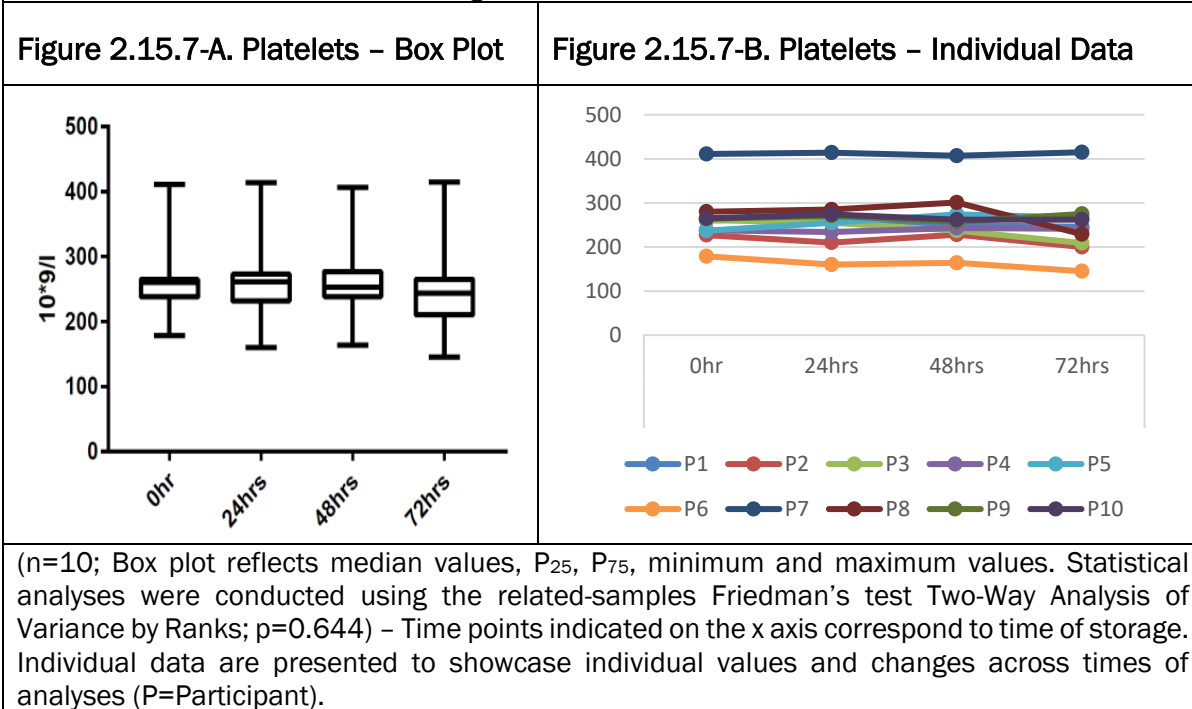 Figure 2.15.7-A. Platelets – Box Plot
Figure 2.15.7-B. Platelets – Individual Data
500
400
300
200
100
0
10*9/l
0hr
24hrs
48hrs
72hrs
500
400
300
200
100
0
0hr 24hrs 48hrs 72hrs
P1 P2 P3 P4 P5
P6 P7 P8 P9 P10
(n=10; Box plot reflects median values, P25, P75, minimum and maximum values. Statistical
analyses were conducted using the related-samples Friedman’s test Two-Way Analysis of
Variance by Ranks; p=0.644) – Time points indicated on the x axis correspond to time of storage.
Individual data are presented to showcase individual values and changes across times of
analyses (P=Participant).